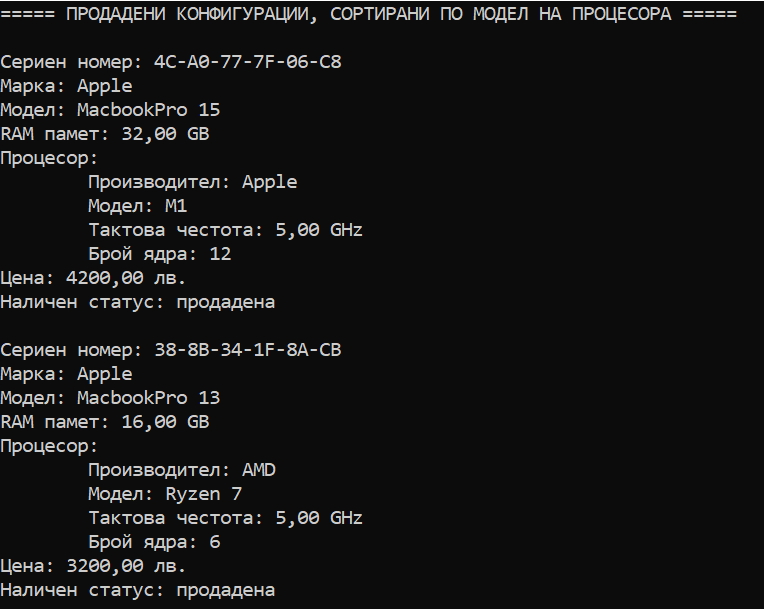 ===== ПРОДАДЕНИ КОНФИГУРАЦИИ, СОРТИРАНИ ПО МОДЕЛ НА ПРОЦЕСОРА =====
Сериен номер: 4C-A0-77-7F-06-C8
Марка: Apple
Модел: MacbookPro 15
RAM памет: 32,00 GB
Процесор:
Производител: Apple
Модел: M1
Тактова честота: 5,00 GHz
Брой ядра: 12
Цена: 4200,00 лв.
Наличен статус: продадена
Сериен номер: 38-8B-34-1F-8A-CB
Марка: Apple
Модел: MacbookPro 13
RAM памет: 16,00 GB
Процесор:
Производител: AMD
Модел: Ryzen 7
Тактова честота: 5,00 GHz
Брой ядра: 6
Цена: 3200,00 лв.
Наличен статус: продадена